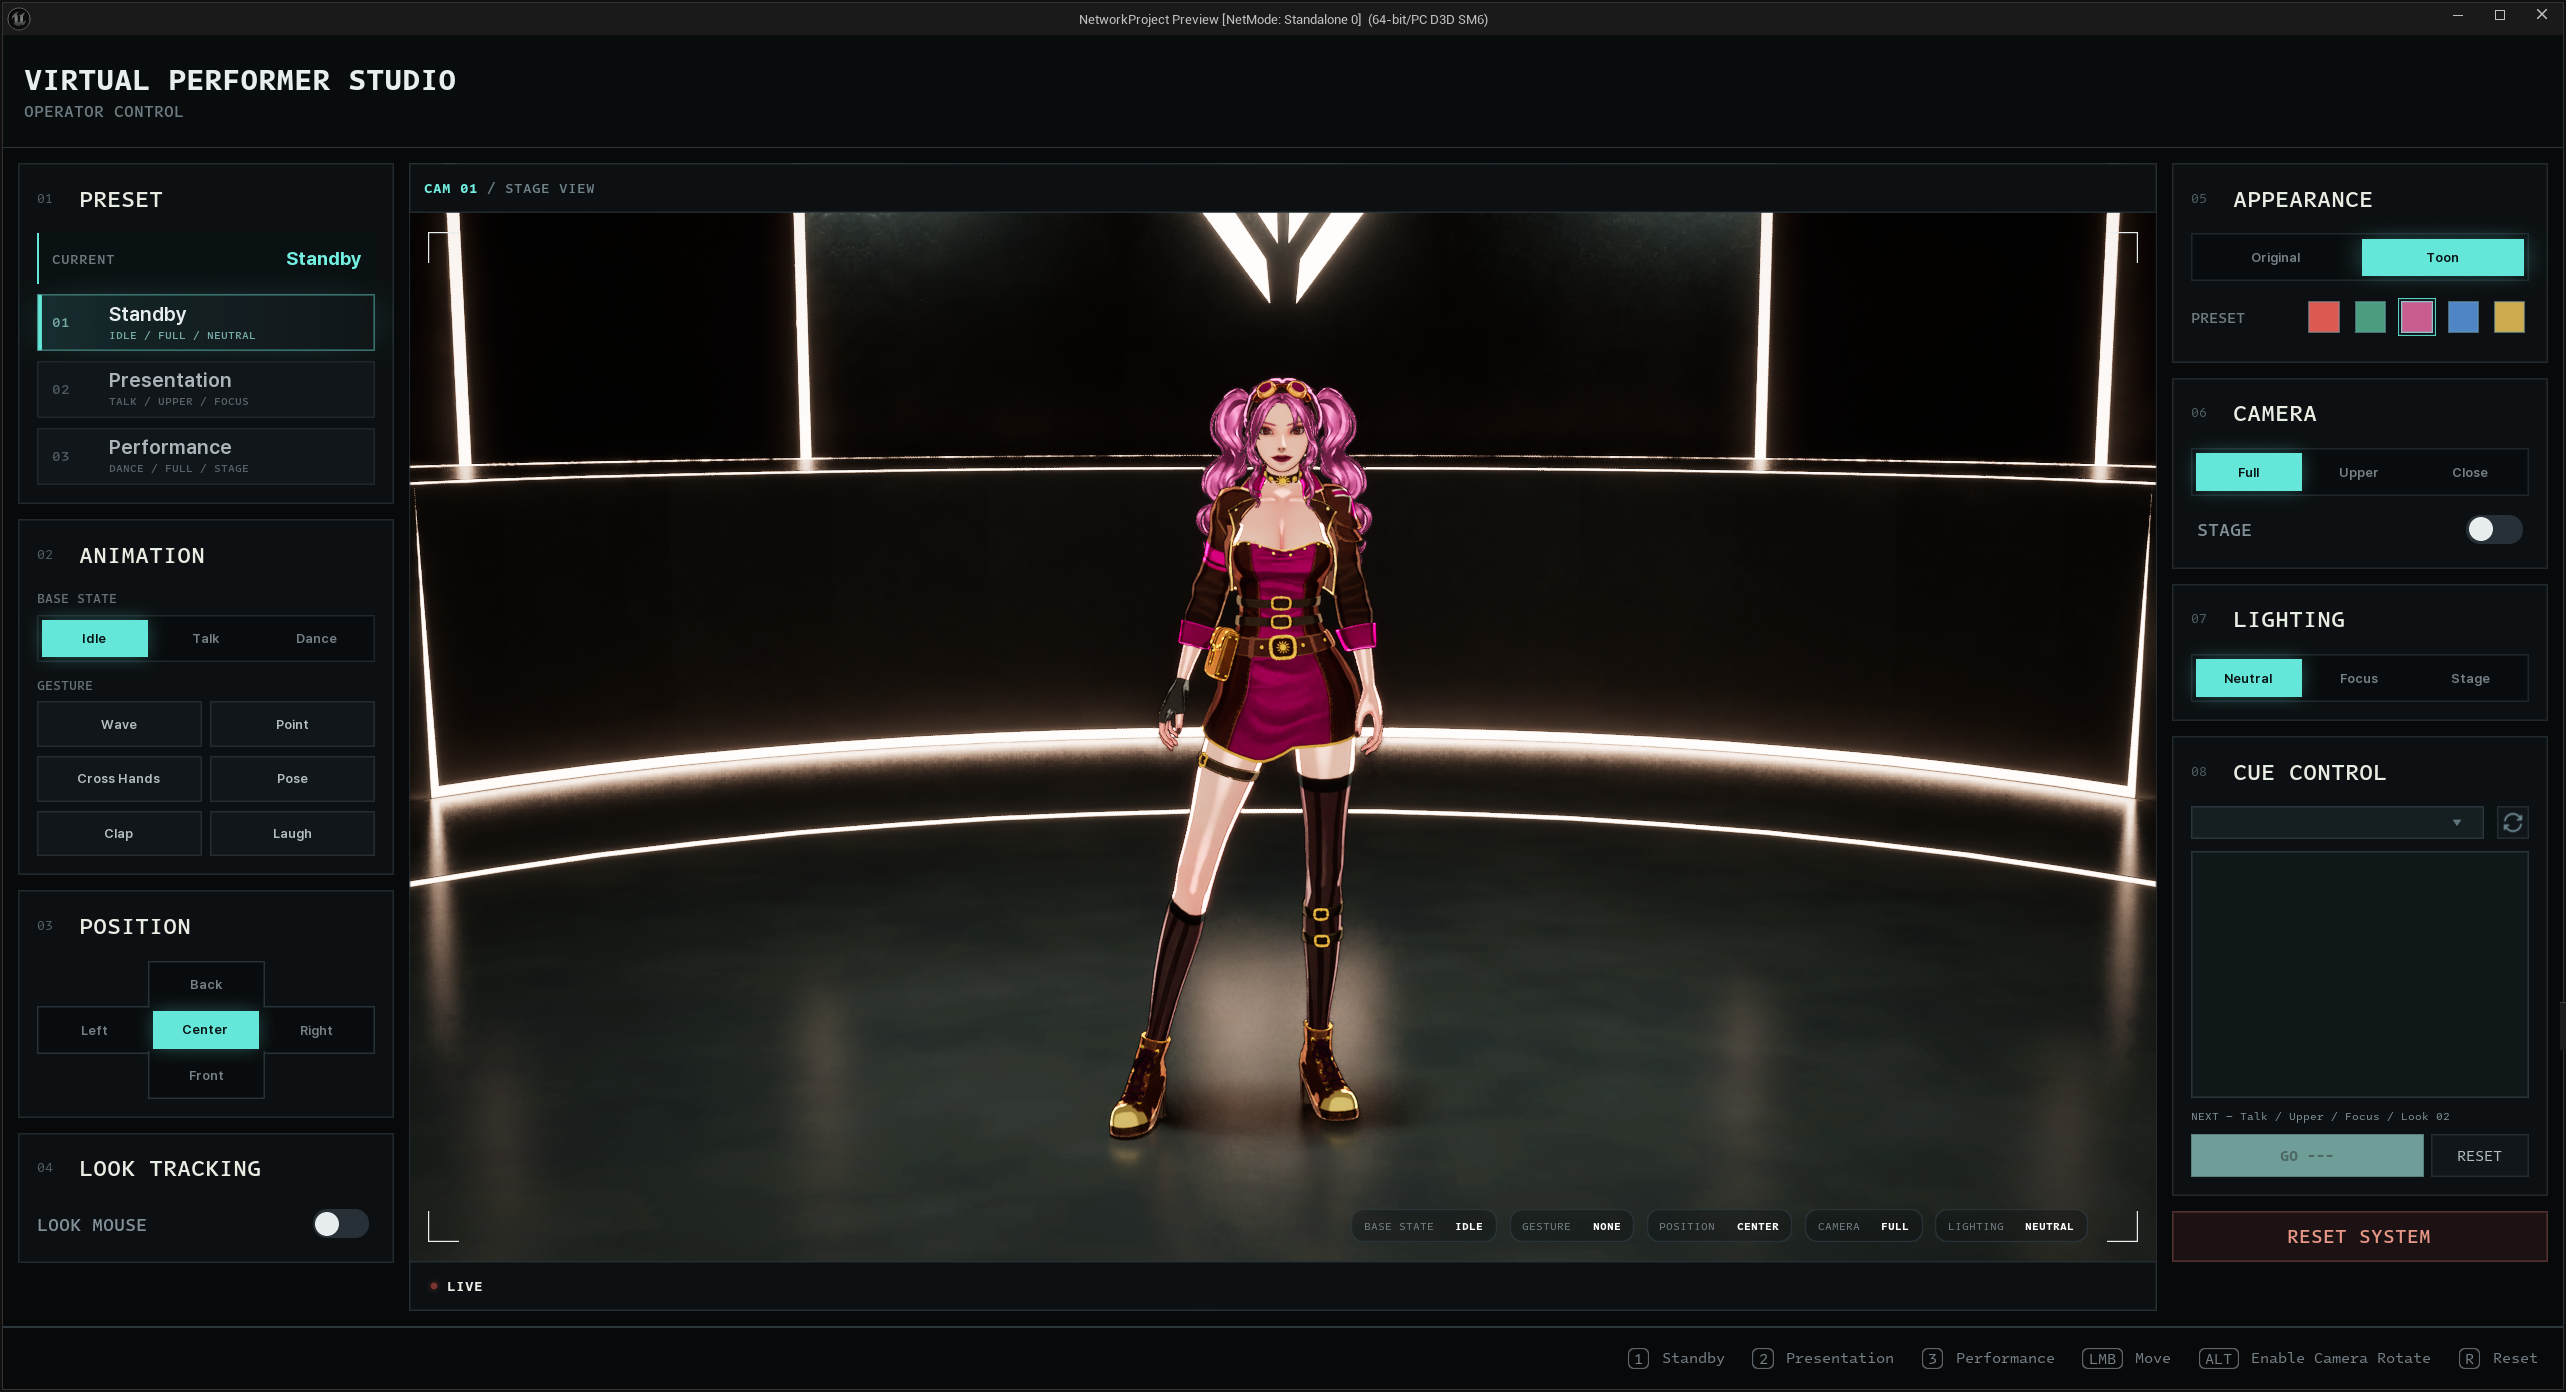 NetworkProject Preview [NetMode: Standalone 0]  (64-bit/PC D3D SM6)
VIRTUAL PERFORMER STUDIO
OPERATOR CONTROL
01 PRESET
CURRENT Standby
01 Standby
IDLE / FULL / NEUTRAL
02 Presentation
TALK / UPPER / FOCUS
03 Performance
DANCE / FULL / STAGE
02 ANIMATION
BASE STATE
Idle Talk Dance
GESTURE
Wave Point
Cross Hands Pose
Clap Laugh
03 POSITION
Back
Left Center Right
Front
04 LOOK TRACKING
LOOK MOUSE
CAM 01 / STAGE VIEW
BASE STATE IDLE GESTURE NONE POSITION CENTER CAMERA FULL LIGHTING NEUTRAL
LIVE
05 APPEARANCE
Original Toon
PRESET
06 CAMERA
Full Upper Close
STAGE
07 LIGHTING
Neutral Focus Stage
08 CUE CONTROL
NEXT - Talk / Upper / Focus / Look 02
GO --- RESET
RESET SYSTEM
1 Standby 2 Presentation 3 Performance LMB Move ALT Enable Camera Rotate R Reset